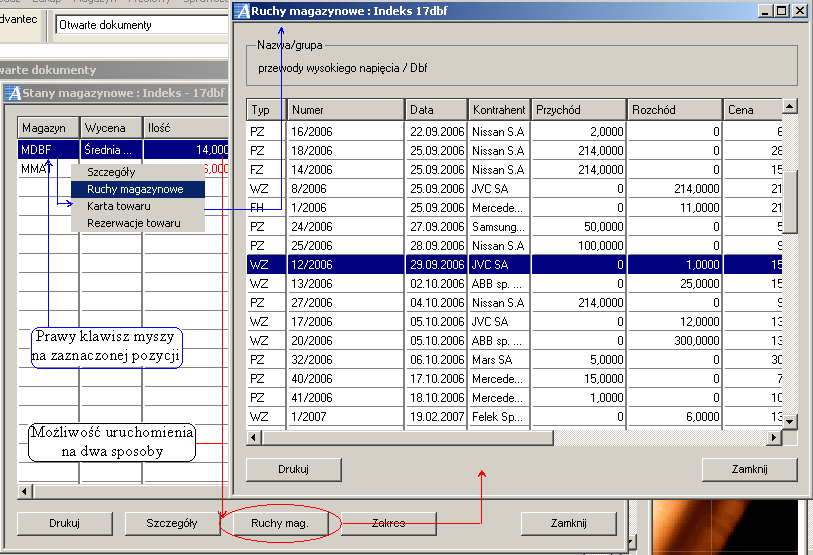 Sprzedaż Zakup Magazyn Przelewy Sprawozd
dvantec
Otwarte dokumenty
warte dokumenty
Stany magazynowe : Indeks - 17dbf
Magazyn Wycena Ilość
MDBF Średnia ... 14,000
MMA 6,000
Szczegóły
Ruchy magazynowe
Karta towaru
Rezerwacje towaru
Prawy klawisz myszy
na zaznaczonej pozycji
Możliwość uruchomienia
na dwa sposoby
Drukuj Szczegóły Ruchy mag. Zakres Zamknij
Ruchy magazynowe : Indeks 17dbf
Nazwa/grupa
przewody wysokiego napięcia / Dbf
Typ Numer Data Kontrahent Przychód Rozchód Cena
PZ 16/2006 22.09.2006 Nissan S.A 2,0000 0 6
PZ 18/2006 25.09.2006 Nissan S.A 214,0000 0 28
FZ 14/2006 25.09.2006 Nissan S.A 214,0000 0 15
WZ 8/2006 25.09.2006 JVC SA 0 214,0000 21
FH 1/2006 25.09.2006 Mercede... 0 11,0000 21
PZ 24/2006 27.09.2006 Samsung... 50,0000 0 5
PZ 25/2006 28.09.2006 Nissan S.A 100,0000 0 9
WZ 12/2006 29.09.2006 JVC SA 0 1,0000 15
WZ 13/2006 02.10.2006 ABB sp. ... 0 25,0000 15
PZ 27/2006 04.10.2006 Nissan S.A 214,0000 0 9
WZ 17/2006 05.10.2006 JVC SA 0 12,0000 13
WZ 20/2006 05.10.2006 ABB sp. ... 0 300,0000 13
PZ 32/2006 06.10.2006 Mars SA 5,0000 0 30
PZ 40/2006 17.10.2006 Mercede... 15,0000 0 7
PZ 41/2006 18.10.2006 Mercede... 1,0000 0 10
WZ 1/2007 19.02.2007 Felek Sp... 0 6,0000 13
Drukuj Zamknij